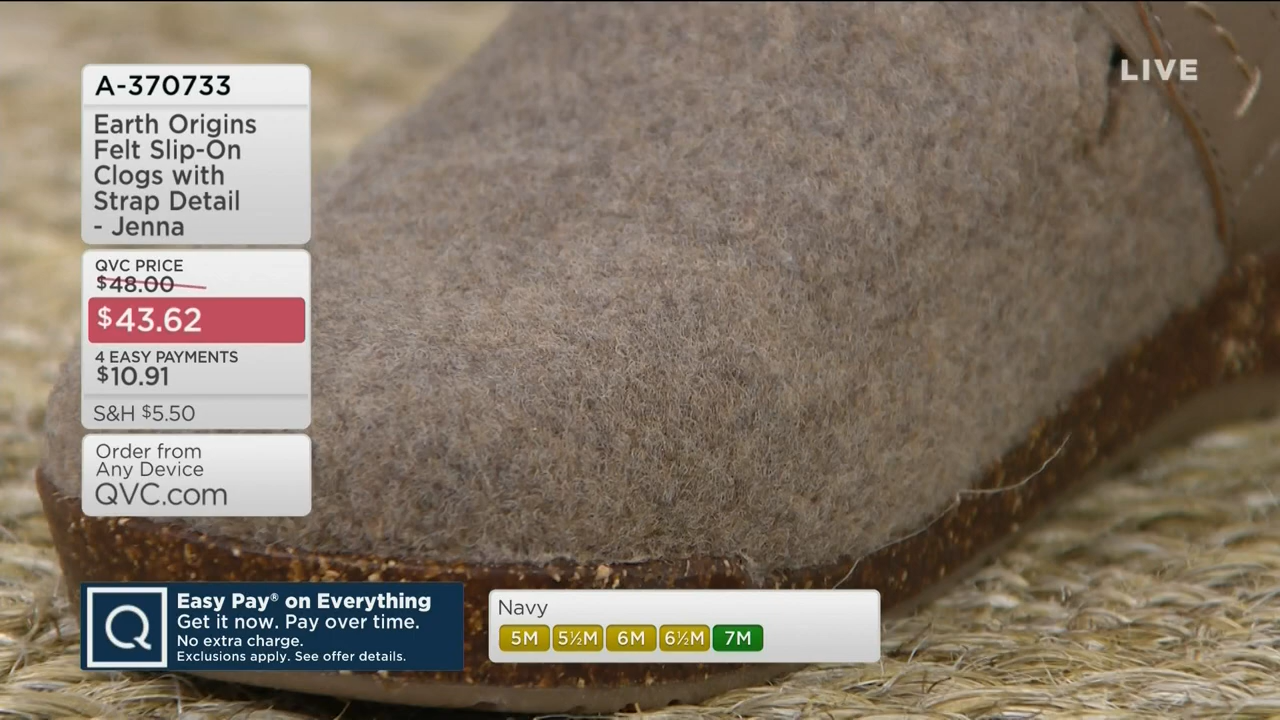 LIVE
A-370733
Earth Origins
Felt Slip-On
Clogs with
Strap Detail
- Jenna
QVC PRICE
$48.00
$43.62
4 EASY PAYMENTS
$10.91
S&H $5.50
Order from
Any Device
QVC.com
Q
Easy Pay® on Everything
Get it now. Pay over time.
No extra charge.
Exclusions apply. See offer details.
Navy
5M 5½M 6M 6½M 7M